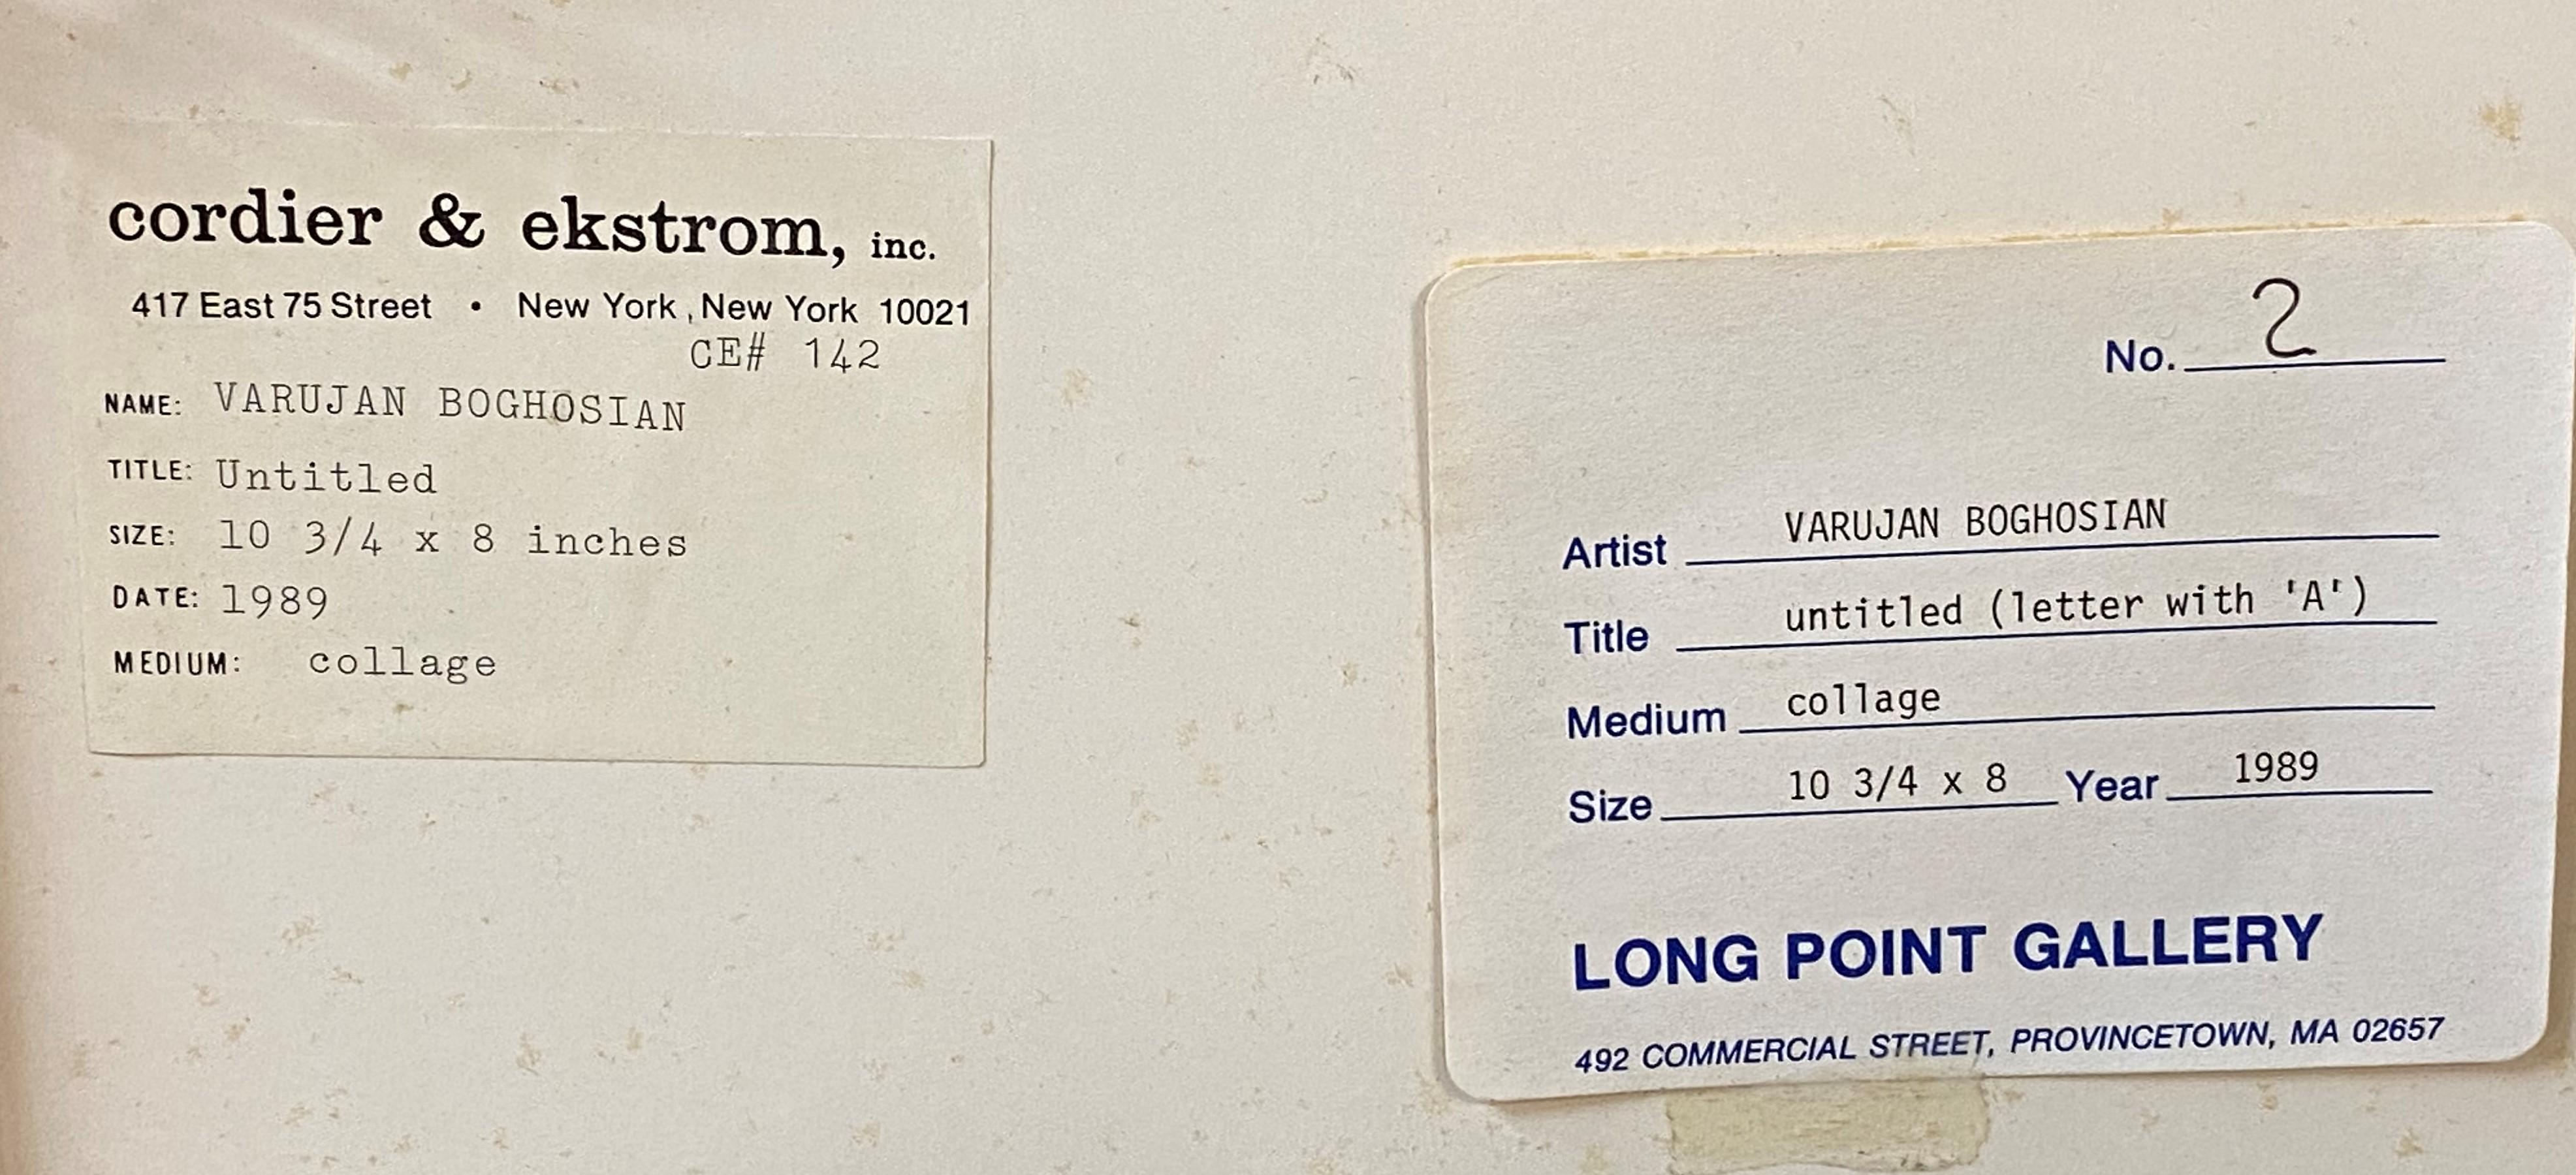 cordier & ekstrom, inc.
417 East 75 Street • New York, New York 10021
CE# 142
NAME: VARUJAN BOGHOSIAN
TITLE: Untitled
SIZE: 10 3/4 x 8 inches
DATE: 1989
MEDIUM: collage
No. 2
Artist VARUJAN BOGHOSIAN
Title untitled (letter with 'A')
Medium collage
Size 10 3/4 x 8 Year 1989
LONG POINT GALLERY
492 COMMERCIAL STREET, PROVINCETOWN, MA 02657